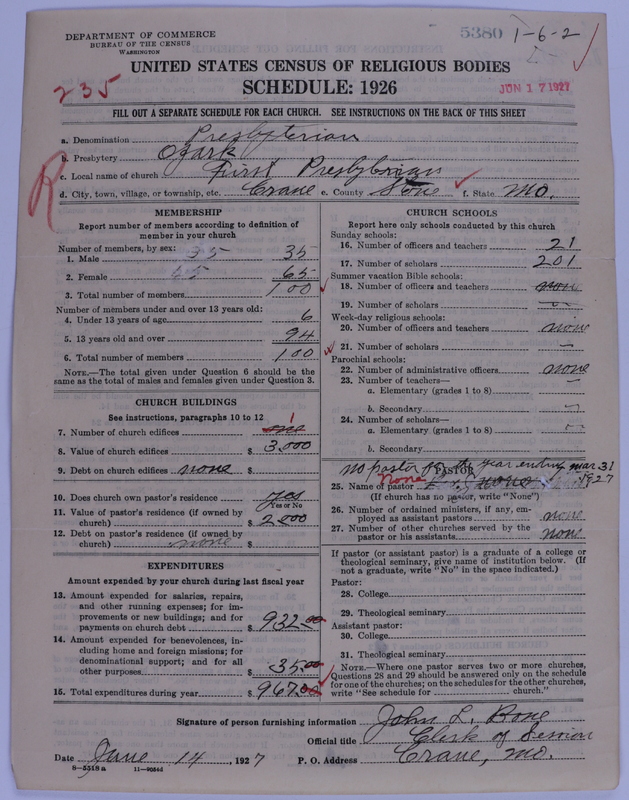 DEPARTMENT OF COMMERCE
BUREAU OF THE CENSUS
WASHINGTON
5380 1-6-2
UNITED STATES CENSUS OF RELIGIOUS BODIES
235
SCHEDULE: 1926
JUN 17 1927
FILL OUT A SEPARATE SCHEDULE FOR EACH CHURCH. SEE INSTRUCTIONS ON THE BACK OF THIS SHEET
a. Denomination Presbyterian
b. Presbytery Ozark
R
c. Local name of church First Presbyterian
d. City, town, village, or township, etc. Crane e. County Stone f. State Mo.
MEMBERSHIP
Report number of members according to definition of
member in your church
Number of members, by sex:
1. Male 35 35
2. Female 65 65
3. Total number of members 100
Number of members under and over 13 years old:
4. Under 13 years of age 6
5. 13 years old and over 94
6. Total number of members 100
NOTE.—The total given under Question 6 should be
same as the total of males and females given under Question 3.
CHURCH BUILDINGS
See instructions, paragraphs 10 to 12
7. Number of church edifices one 1
8. Value of church edifices $ 3,000
9. Debt on church edifices none $
10. Does church own pastor's residence yes
Yes or No
11. Value of pastor's residence (if owned by
church) $ 2000
12. Debt on pastor's residence (if owned by
church) none $
EXPENDITURES
Amount expended by your church during last fiscal year
13. Amount expended for salaries, repairs,
and other running expenses; for im-
provements or new buildings; and for
payments on church debt $ 932.00
14. Amount expended for benevolences, in-
cluding home and foreign missions; for
denominational support; and for all
other purposes $ 35.00
15. Total expenditures during year $ 967.00
CHURCH SCHOOLS
Report here only schools conducted by this church
Sunday schools:
16. Number of officers and teachers 21
17. Number of scholars 201
Summer vacation Bible schools:
18. Number of officers and teachers none
19. Number of scholars
Week-day religious schools:
20. Number of officers and teachers none
21. Number of scholars —
Parochial schools:
22. Number of administrative officers none
23. Number of teachers—
a. Elementary (grades 1 to 8)
b. Secondary
24. Number of scholars—
a. Elementary (grades 1 to 8)
b. Secondary
no pastor for the year ending Mar. 31
1927
PASTOR
25. Name of pastor None
(If church has no pastor, write "None")
26. Number of ordained ministers, if any, em-
ployed as assistant pastors none
27. Number of other churches served by the
pastor or his assistants none
If pastor (or assistant pastor) is a graduate of a college or
theological seminary, give name of institution below. (If
not a graduate, write "No" in the space indicated.)
Pastor:
28. College
29. Theological seminary
Assistant pastor:
30. College
31. Theological seminary
NOTE.—Where one pastor serves two or more churches,
Questions 28 and 29 should be answered only on the schedule
for one of the churches; on the schedules for the other churches,
write "See schedule for church."
Signature of person furnishing information John L. Bone
Official title Clerk of Session
Date June 14, 1927 P. O. Address Crane, Mo.
8—5518 a 11—9054d